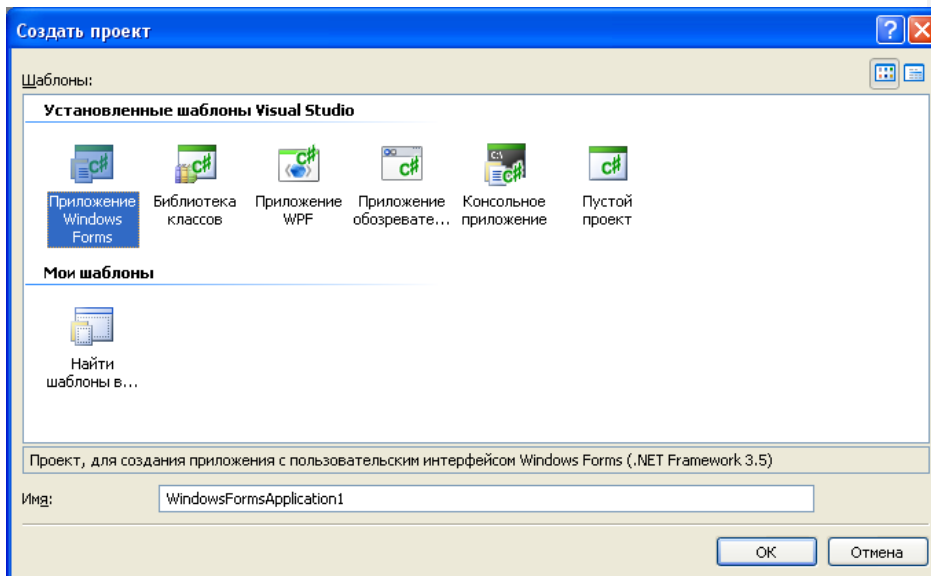 Создать проект
Шаблоны:
Установленные шаблоны Visual Studio
C#
C#
C#
C#
C:\
C#
C#
Приложение Windows Forms
Библиотека классов
Приложение WPF
Приложение обозревате...
Консольное приложение
Пустой проект
Мои шаблоны
Найти шаблоны в...
Проект, для создания приложения с пользовательским интерфейсом Windows Forms (.NET Framework 3.5)
Имя: WindowsFormsApplication1
ОК Отмена